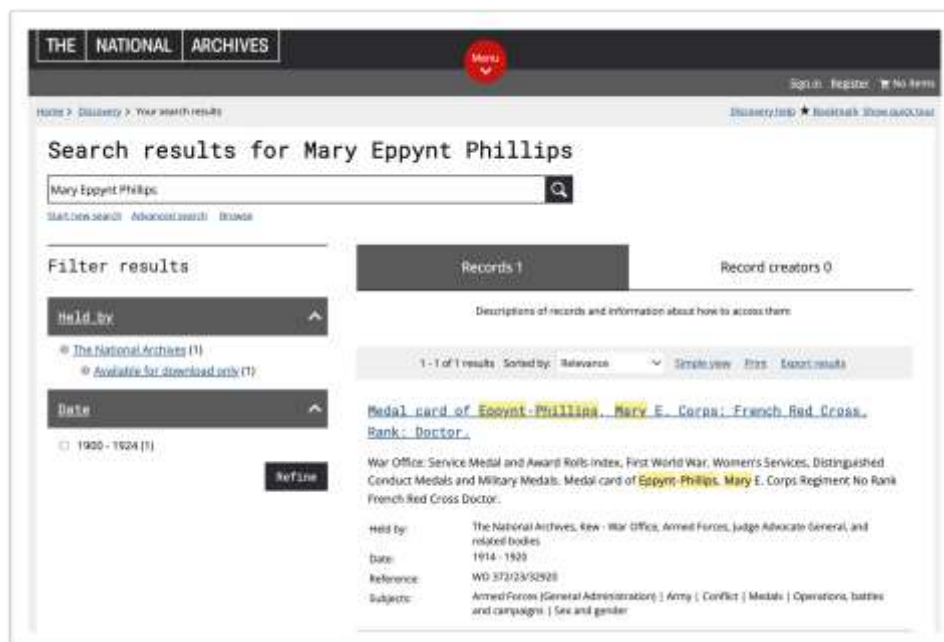 THE NATIONAL ARCHIVES
Menu
Sign in Register No items
Home > Discovery > Your search results
Discovery help ★ Bookmark Show quick tour
Search results for Mary Eppynt Phillips
Mary Eppynt Phillips
Start new search Advanced search Browse
Filter results
Held by
The National Archives (1)
Available for download only (1)
Date
1900 - 1924 (1)
Refine
Records 1
Record creators 0
Descriptions of records and information about how to access them
1 - 1 of 1 results Sorted by: Relevance Simple view Print Export results
Medal card of Eppynt-Phillips, Mary E. Corps: French Red Cross.
Rank: Doctor.
War Office: Service Medal and Award Rolls Index, First World War. Women's Services, Distinguished
Conduct Medals and Military Medals. Medal card of Eppynt-Phillips, Mary E. Corps Regiment No Rank
French Red Cross Doctor.
Held by: The National Archives, Kew - War Office, Armed Forces, Judge Advocate General, and
related bodies
Date: 1914 - 1920
Reference: WO 372/23/32920
Subjects: Armed Forces (General Administration) | Army | Conflict | Medals | Operations, battles
and campaigns | Sex and gender